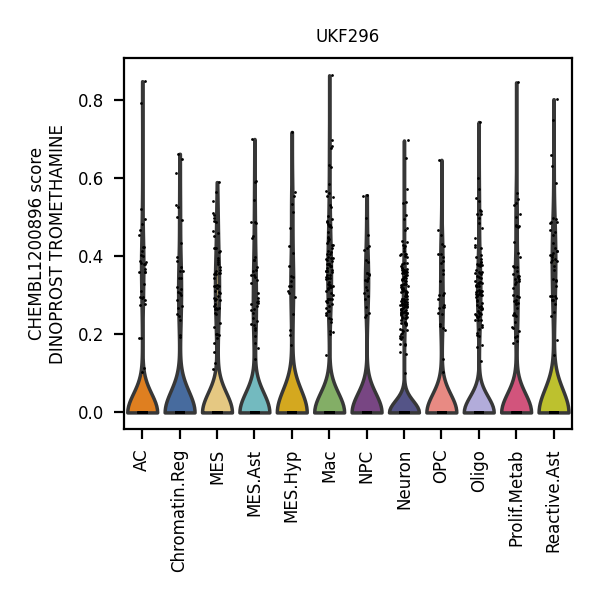 UKF296
CHEMBL1200896 score
DINOPROST TROMETHAMINE
0.8
0.6
0.4
0.2
0.0
AC
Chromatin.Reg
MES
MES.Ast
MES.Hyp
Mac
NPC
Neuron
OPC
Oligo
Prolif.Metab
Reactive.Ast